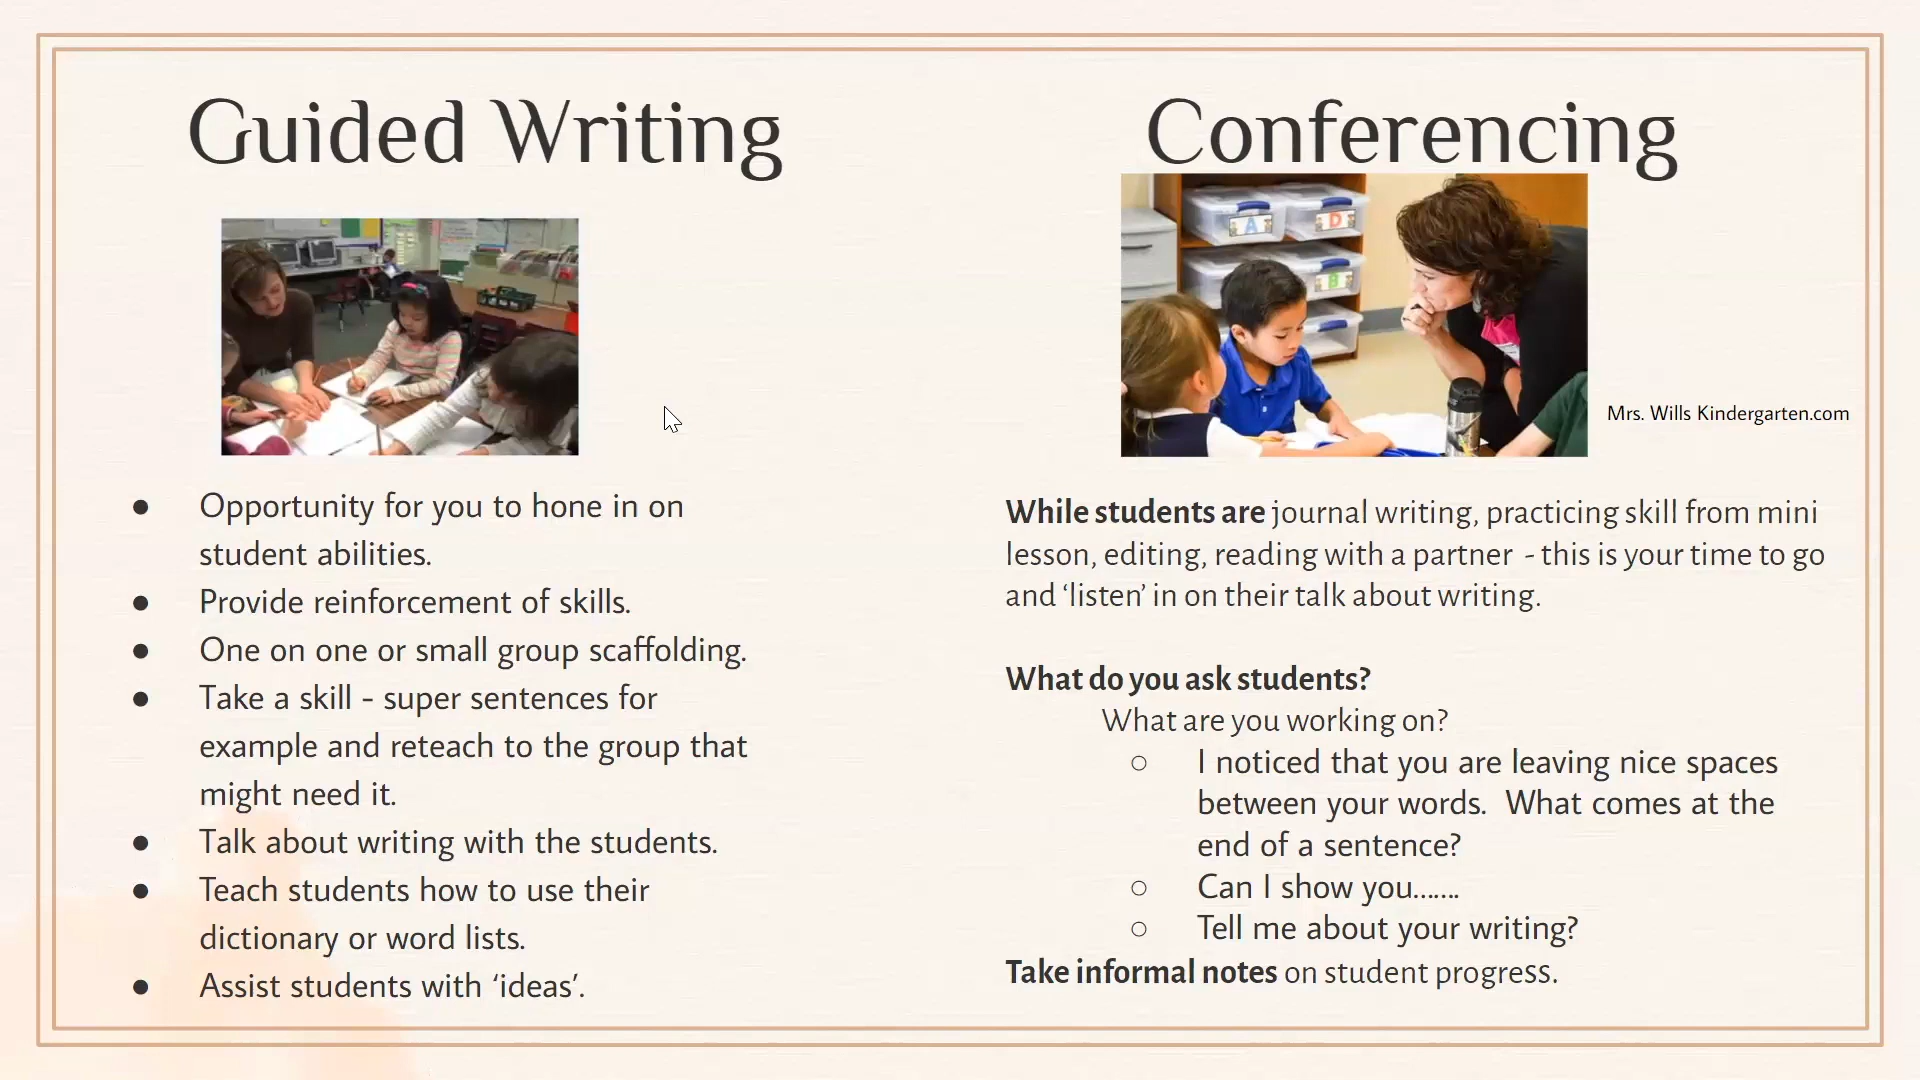 Guided Writing
Opportunity for you to hone in on
student abilities.
Provide reinforcement of skills.
One on one or small group scaffolding.
Take a skill - super sentences for
example and reteach to the group that
might need it.
Talk about writing with the students.
Teach students how to use their
dictionary or word lists.
Assist students with ‘ideas’.
Conferencing
A
D
B
Mrs. Wills Kindergarten.com
While students are journal writing, practicing skill from mini
lesson, editing, reading with a partner - this is your time to go
and ‘listen’ in on their talk about writing.
What do you ask students?
What are you working on?
I noticed that you are leaving nice spaces
between your words. What comes at the
end of a sentence?
Can I show you.......
Tell me about your writing?
Take informal notes on student progress.